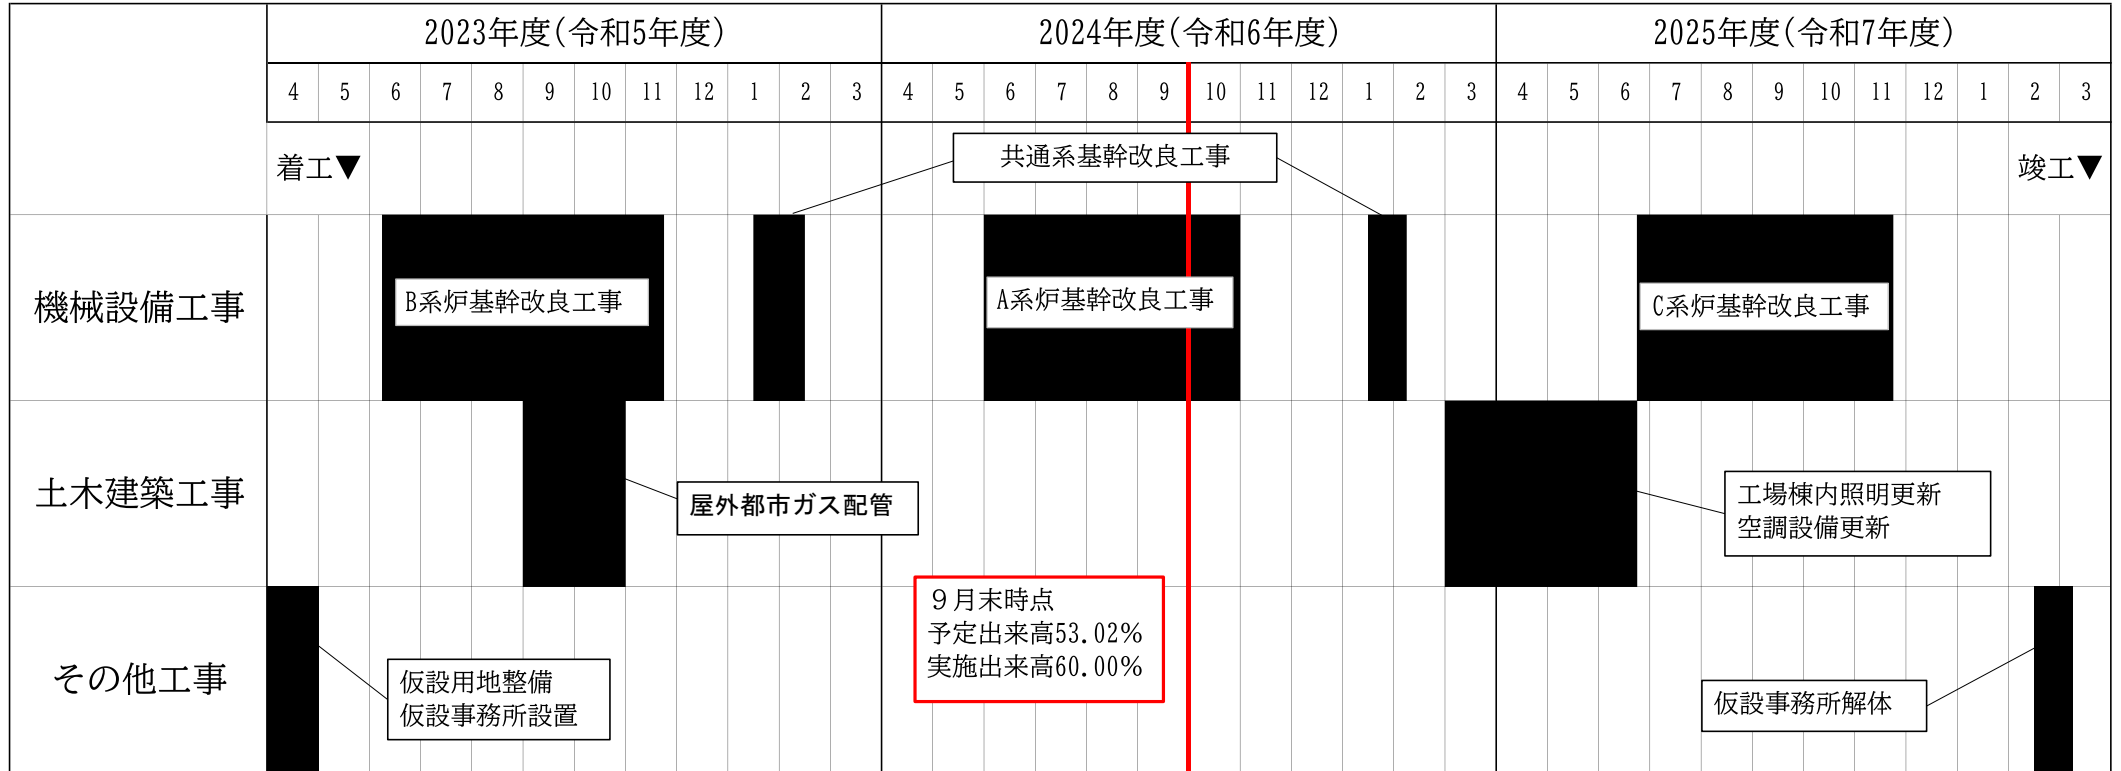 2023年度(令和5年度) 2024年度(令和6年度) 2025年度(令和7年度)
4 5 6 7 8 9 10 11 12 1 2 3 4 5 6 7 8 9 10 11 12 1 2 3 4 5 6 7 8 9 10 11 12 1 2 3
着工▼
共通系基幹改良工事
竣工▼
機械設備工事
B系炉基幹改良工事
A系炉基幹改良工事
C系炉基幹改良工事
土木建築工事
屋外都市ガス配管
工場棟内照明更新
空調設備更新
その他工事
仮設用地整備
仮設事務所設置
９月末時点
予定出来高53.02%
実施出来高60.00%
仮設事務所解体